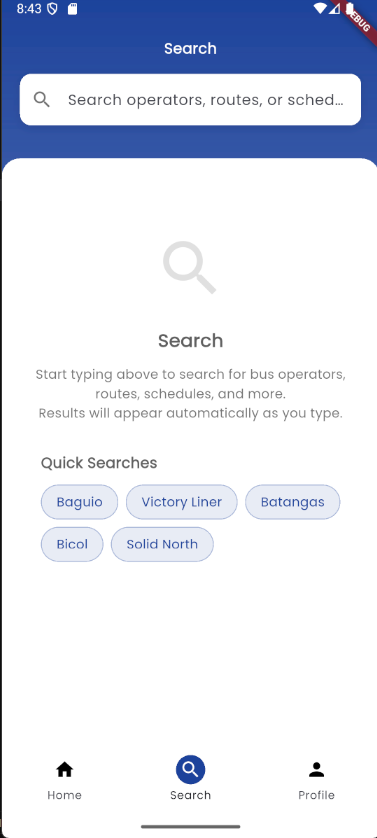 8:43
DEBUG
Search
Search operators, routes, or sched...
Search
Start typing above to search for bus operators,
routes, schedules, and more.
Results will appear automatically as you type.
Quick Searches
Baguio Victory Liner Batangas
Bicol Solid North
Home Search Profile